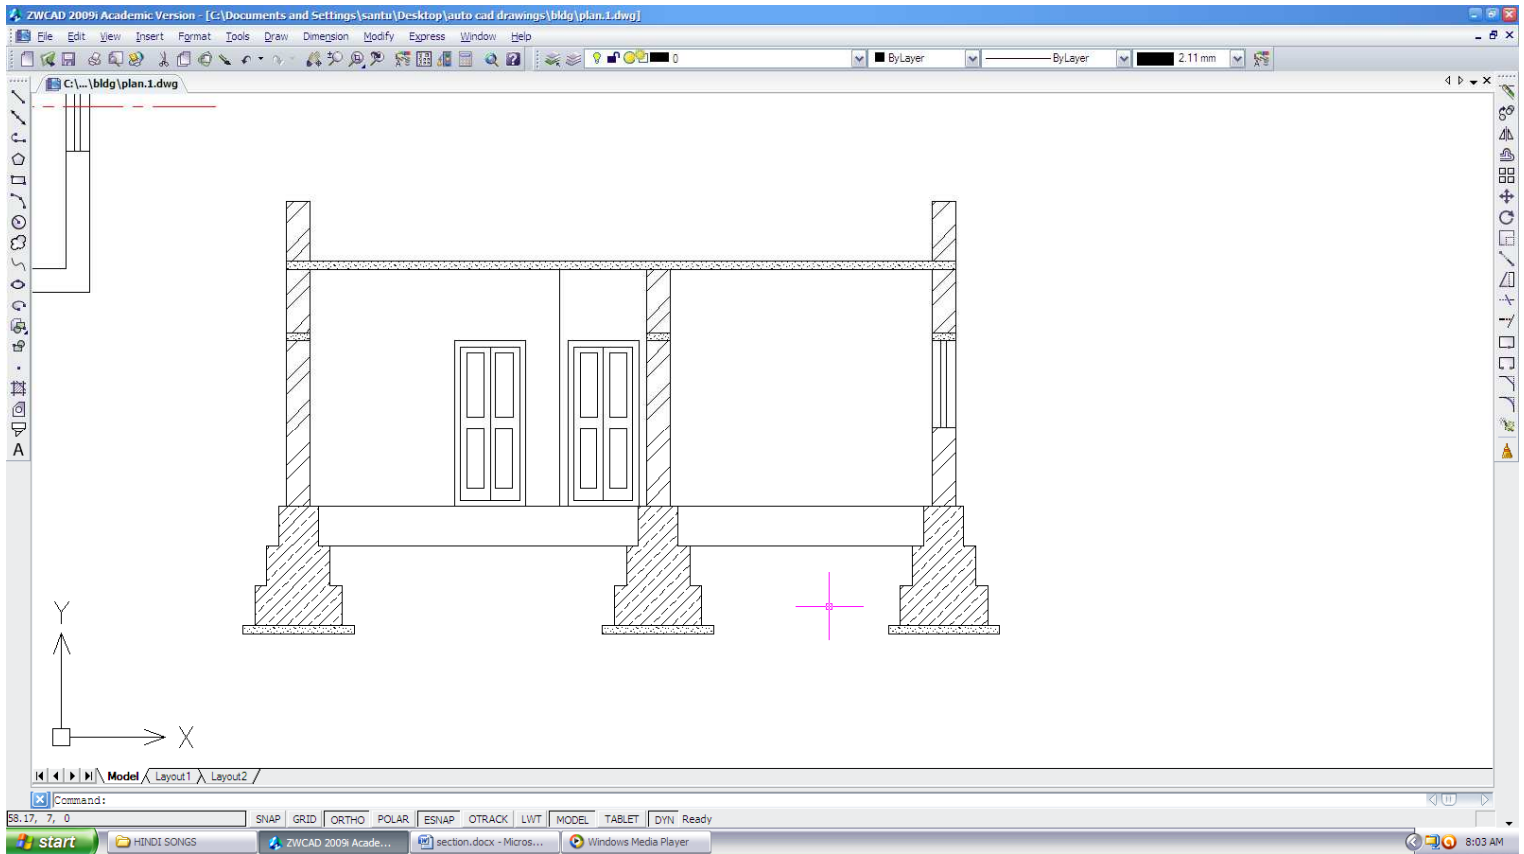 ZWCAD 2009i Academic Version - [C:\Documents and Settings\santu\Desktop\auto cad drawings\bldg\plan.1.dwg]
File Edit View Insert Format Tools Draw Dimension Modify Express Window Help
0 ByLayer ByLayer 2.11 mm
C:\...\bldg\plan.1.dwg
A
Y
X
Model Layout1 Layout2
Command:
58.17, 7, 0 SNAP GRID ORTHO POLAR ESNAP OTRACK LWT MODEL TABLET DYN Ready
start HINDI SONGS ZWCAD 2009i Acade... section.docx - Micros... Windows Media Player 8:03 AM